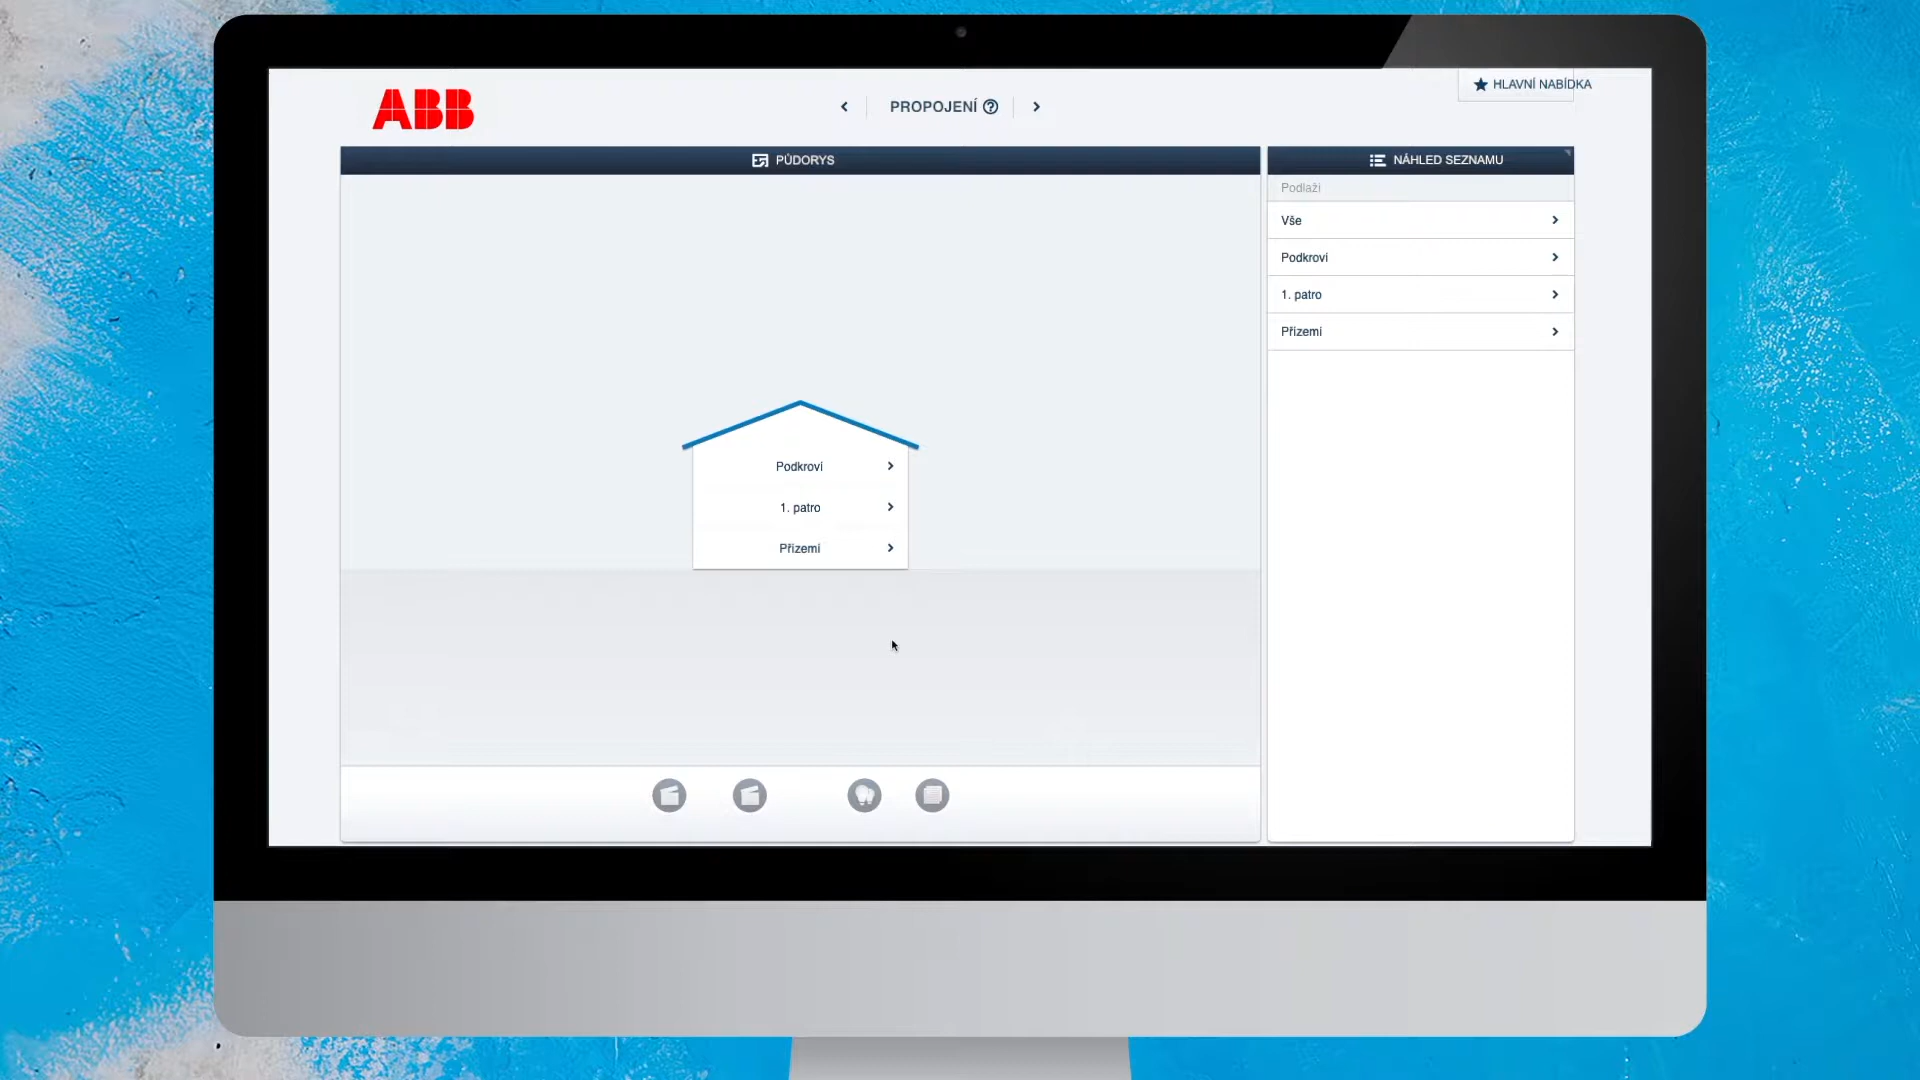 ABB
PROPOJENÍ
HLAVNÍ NABÍDKA
PŮDORYS
NÁHLED SEZNAMU
Podlaží
Vše
Podkroví
1. patro
Přízemí
Podkroví
1. patro
Přízemí